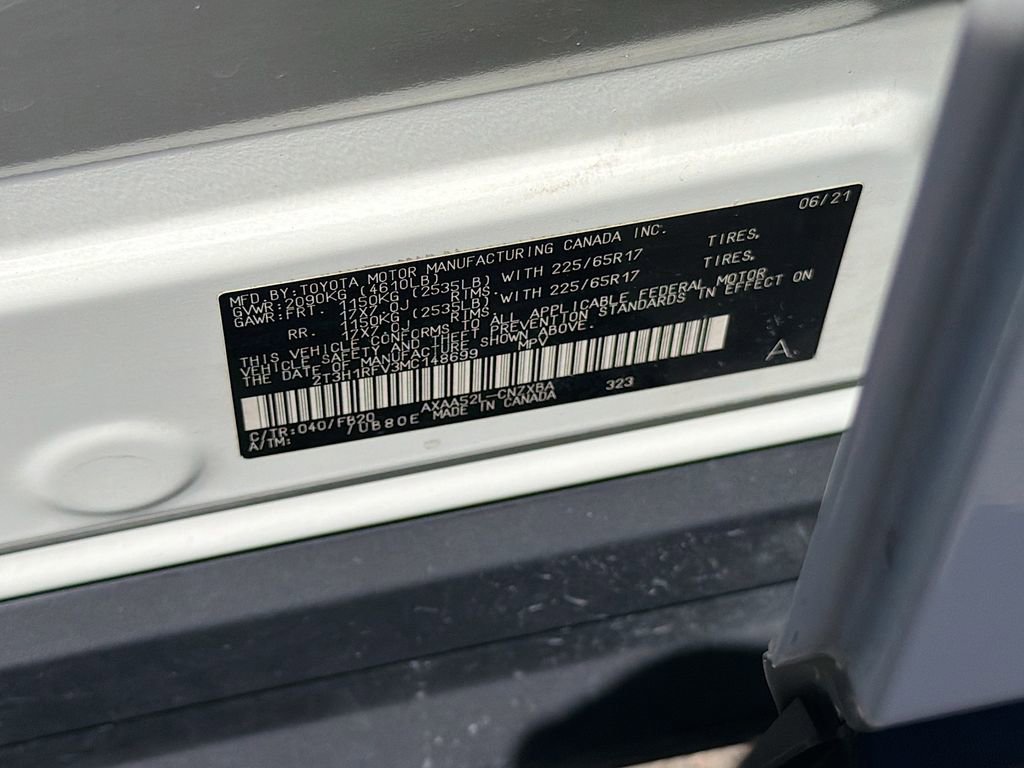 06/21
MFD.BY:TOYOTA MOTOR MANUFACTURING CANADA INC.
GVWR:2090KG (4610LB)
GAWR:FRT. 1150KG (2535LB) WITH 225/65R17 TIRES,
17X7.0J RIMS,
RR. 1150KG (2535LB) WITH 225/65R17 TIRES,
17X7.0J RIMS,
THIS VEHICLE CONFORMS TO ALL APPLICABLE FEDERAL MOTOR
VEHICLE SAFETY AND THEFT PREVENTION STANDARDS IN EFFECT ON
THE DATE OF MANUFACTURE SHOWN ABOVE.
2T3H1RFV3MC148699 MPV
A
C/TR:040/FB20 AXAA52L-CNZXBA 323
A/TM: /0B80E MADE IN CANADA